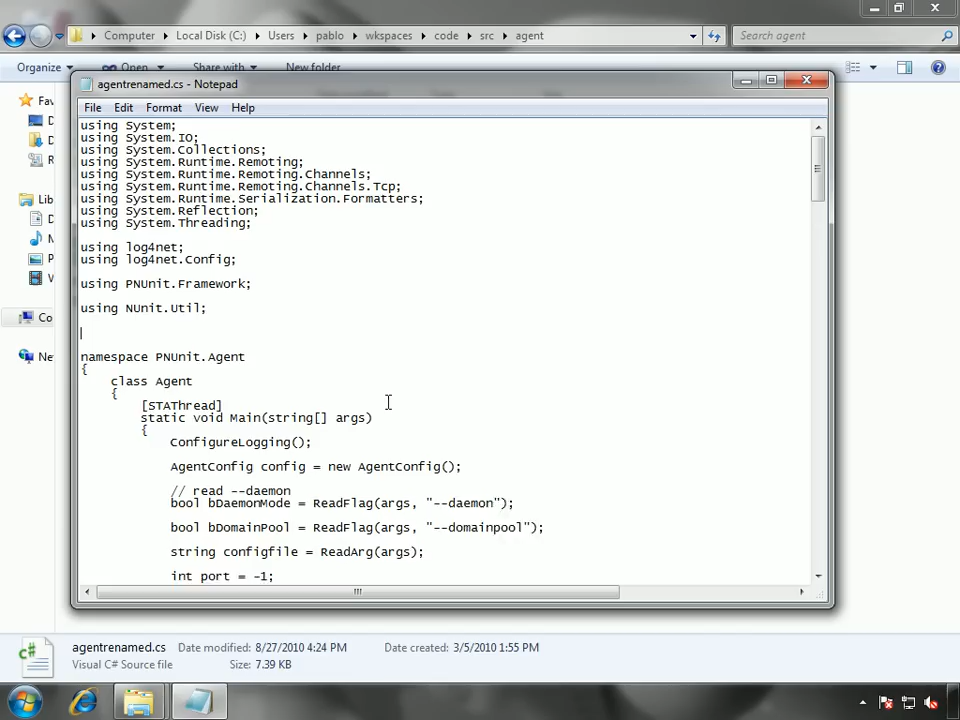 Computer Local Disk (C:) Users pablo wkspaces code src agent
Search agent
Organize Open Share with Burn New folder
agentrenamed.cs - Notepad
File Edit Format View Help
Fav
Lib
Co
Ne
using System;
using System.IO;
using System.Collections;
using System.Runtime.Remoting;
using System.Runtime.Remoting.Channels;
using System.Runtime.Remoting.Channels.Tcp;
using System.Runtime.Serialization.Formatters;
using System.Reflection;
using System.Threading;
using log4net;
using log4net.Config;
using PNUnit.Framework;
using NUnit.Util;
namespace PNUnit.Agent
{
class Agent
{
[STAThread]
static void Main(string[] args)
{
ConfigureLogging();
AgentConfig config = new AgentConfig();
// read --daemon
bool bDaemonMode = ReadFlag(args, "--daemon");
bool bDomainPool = ReadFlag(args, "--domainpool");
string configfile = ReadArg(args);
int port = -1;
agentrenamed.cs Date modified: 8/27/2010 4:24 PM Date created: 3/5/2010 1:55 PM
Visual C# Source file Size: 7.39 KB